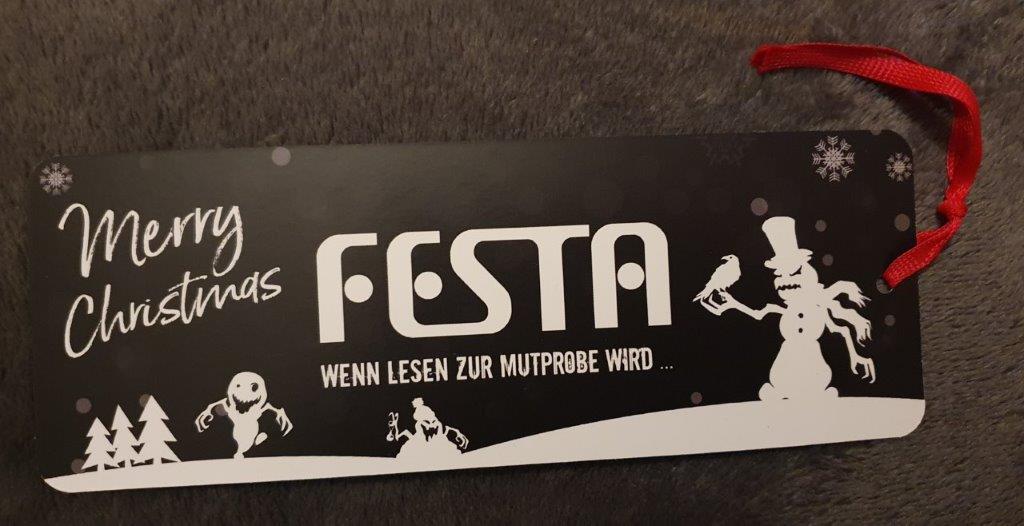 Merry
Christmas
FESTA
WENN LESEN ZUR MUTPROBE WIRD ...